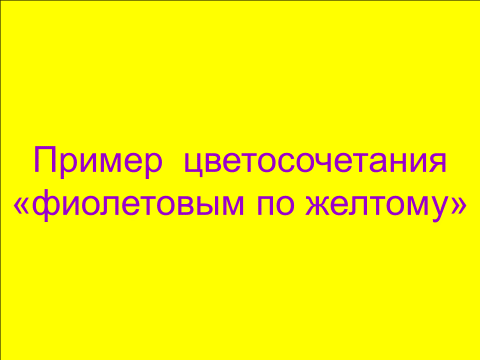 Пример цветосочетания
«фиолетовым по желтому»